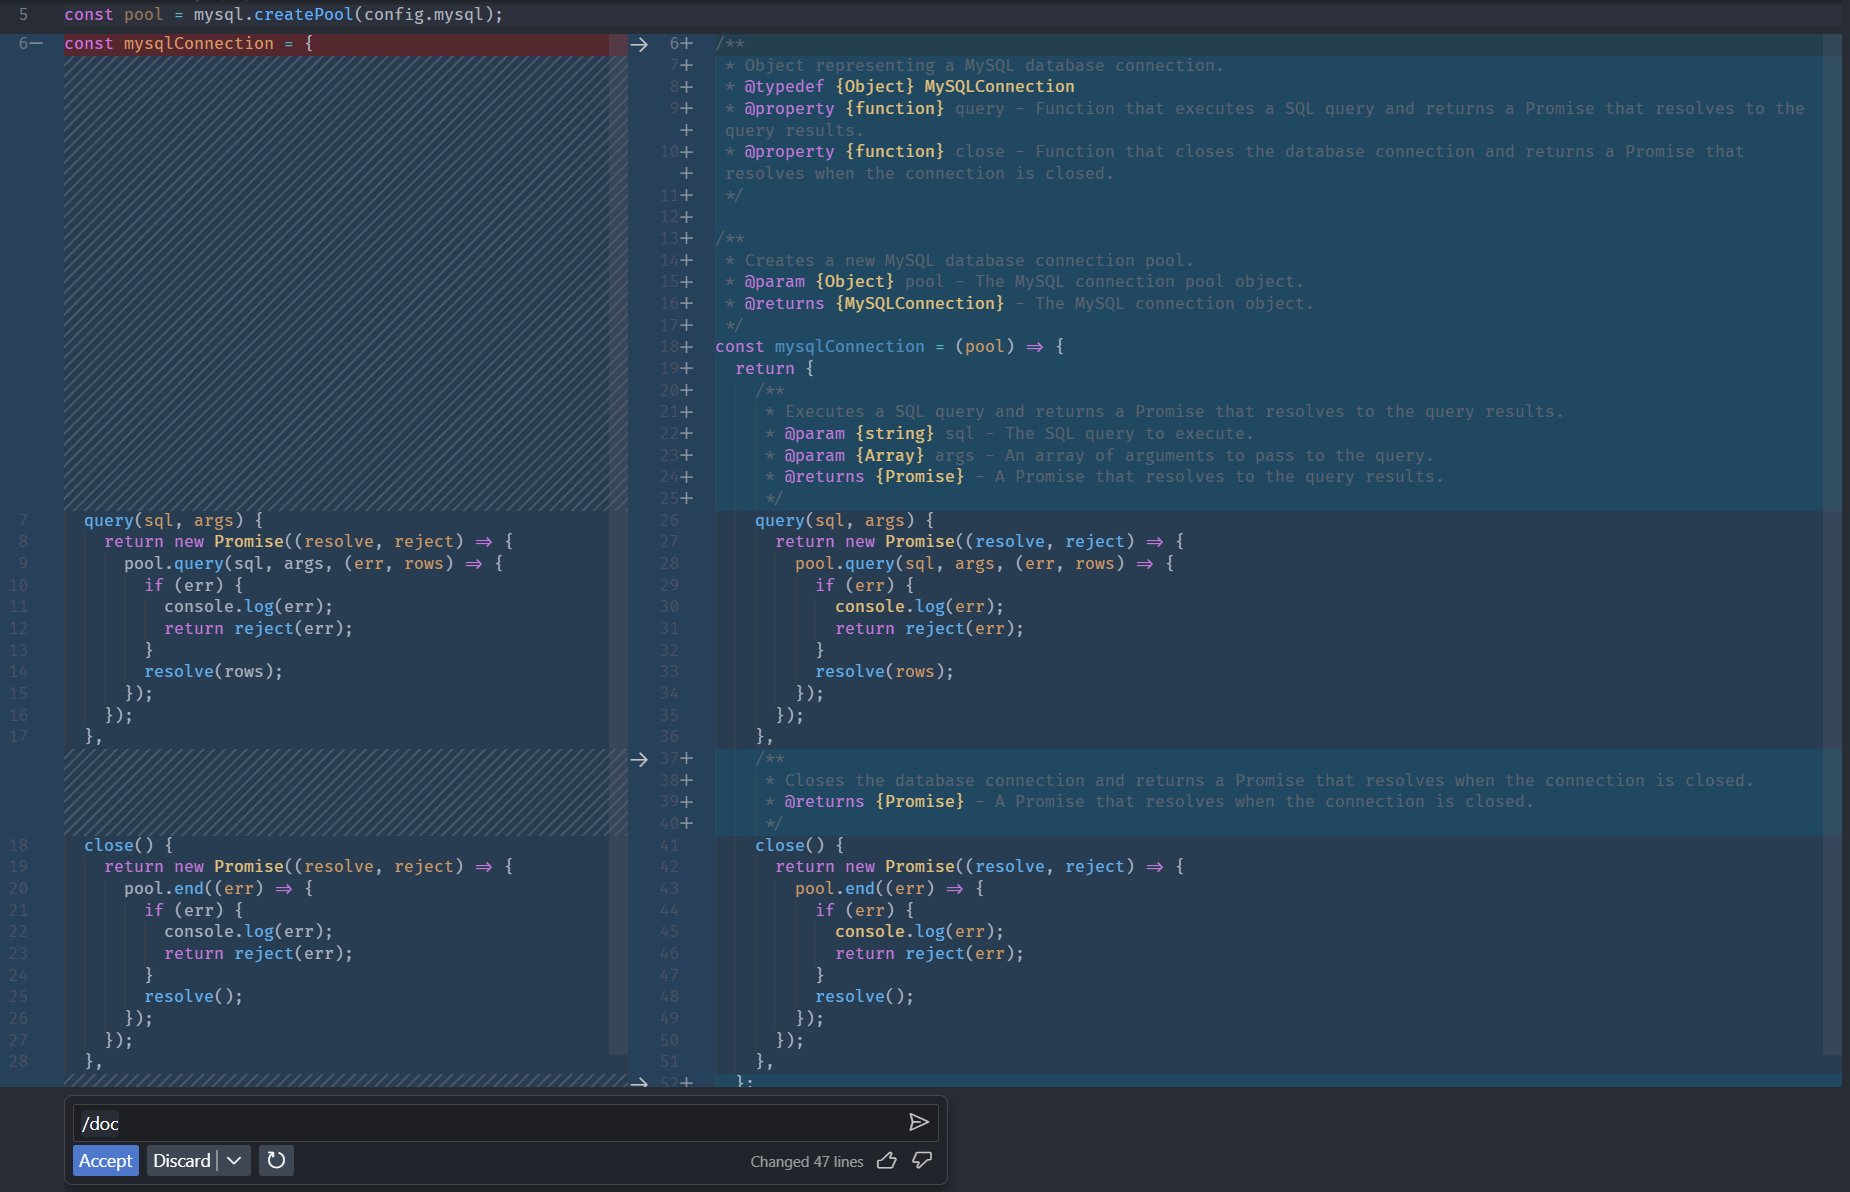 5 const pool = mysql.createPool(config.mysql);
6— const mysqlConnection = {
7 query(sql, args) {
8 return new Promise((resolve, reject) => {
9 pool.query(sql, args, (err, rows) => {
10 if (err) {
11 console.log(err);
12 return reject(err);
13 }
14 resolve(rows);
15 });
16 });
17 },
18 close() {
19 return new Promise((resolve, reject) => {
20 pool.end((err) => {
21 if (err) {
22 console.log(err);
23 return reject(err);
24 }
25 resolve();
26 });
27 });
28 },
6+ /**
7+ * Object representing a MySQL database connection.
8+ * @typedef {Object} MySQLConnection
9+ * @property {function} query - Function that executes a SQL query and returns a Promise that resolves to the
+ query results.
10+ * @property {function} close - Function that closes the database connection and returns a Promise that
+ resolves when the connection is closed.
11+ */
12+
13+ /**
14+ * Creates a new MySQL database connection pool.
15+ * @param {Object} pool - The MySQL connection pool object.
16+ * @returns {MySQLConnection} - The MySQL connection object.
17+ */
18+ const mysqlConnection = (pool) => {
19+ return {
20+ /**
21+ * Executes a SQL query and returns a Promise that resolves to the query results.
22+ * @param {string} sql - The SQL query to execute.
23+ * @param {Array} args - An array of arguments to pass to the query.
24+ * @returns {Promise} - A Promise that resolves to the query results.
25+ */
26 query(sql, args) {
27 return new Promise((resolve, reject) => {
28 pool.query(sql, args, (err, rows) => {
29 if (err) {
30 console.log(err);
31 return reject(err);
32 }
33 resolve(rows);
34 });
35 });
36 },
37+ /**
38+ * Closes the database connection and returns a Promise that resolves when the connection is closed.
39+ * @returns {Promise} - A Promise that resolves when the connection is closed.
40+ */
41 close() {
42 return new Promise((resolve, reject) => {
43 pool.end((err) => {
44 if (err) {
45 console.log(err);
46 return reject(err);
47 }
48 resolve();
49 });
50 });
51 },
52+ };
/doc
Accept Discard Changed 47 lines